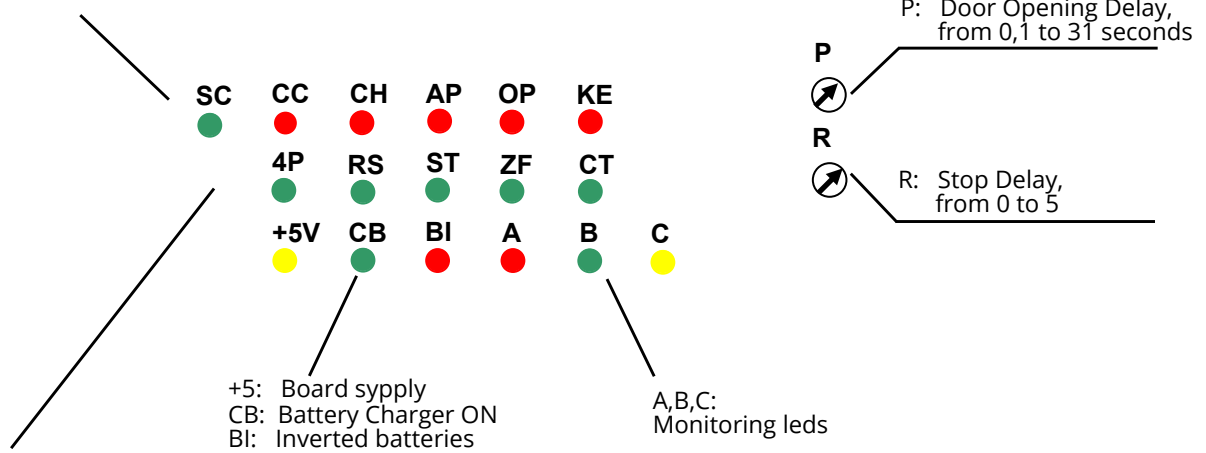 P: Door Opening Delay,
from 0,1 to 31 seconds
P
SC CC CH AP OP KE
R
4P RS ST ZF CT
R: Stop Delay,
from 0 to 5
+5V CB BI A B C
+5: Board sypply
CB: Battery Charger ON
BI: Inverted batteries
A,B,C:
Monitoring leds